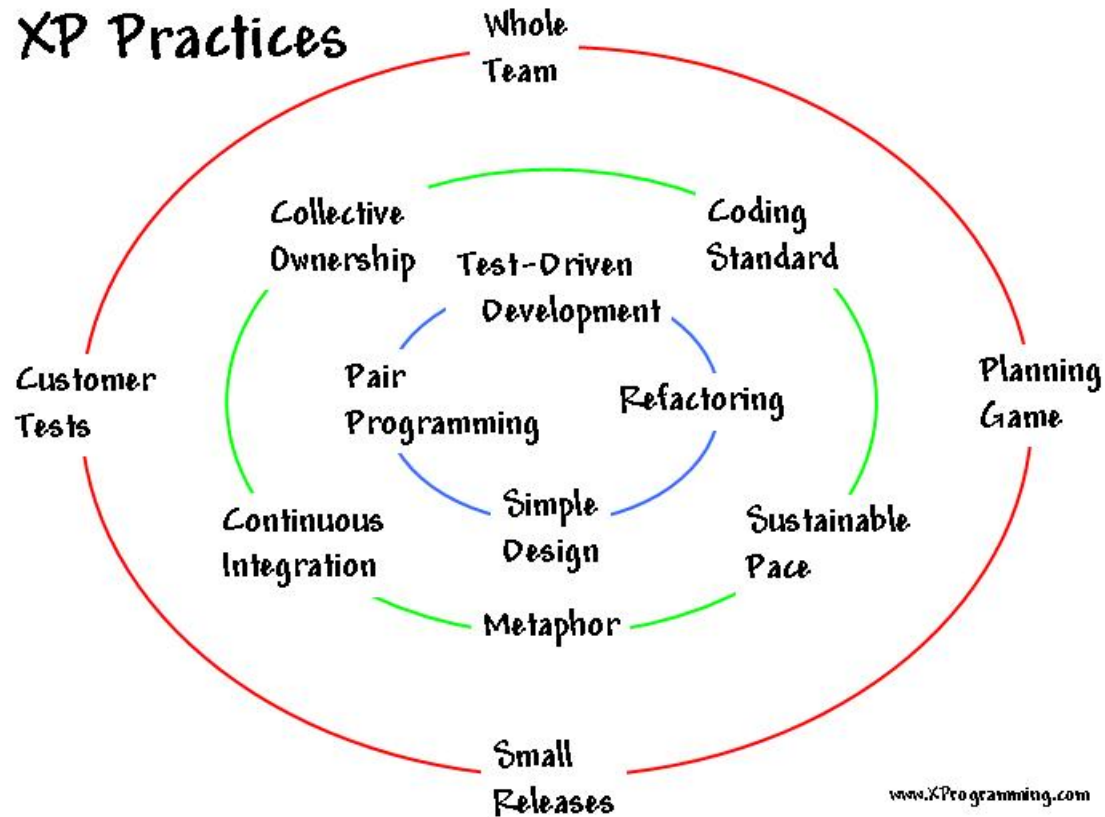 XP Practices
Whole
Team
Collective
Ownership
Coding
Standard
Test-Driven
Development
Customer
Tests
Pair
Programming
Refactoring
Planning
Game
Continuous
Integration
Simple
Design
Sustainable
Pace
Metaphor
Small
Releases
www.XProgramming.com